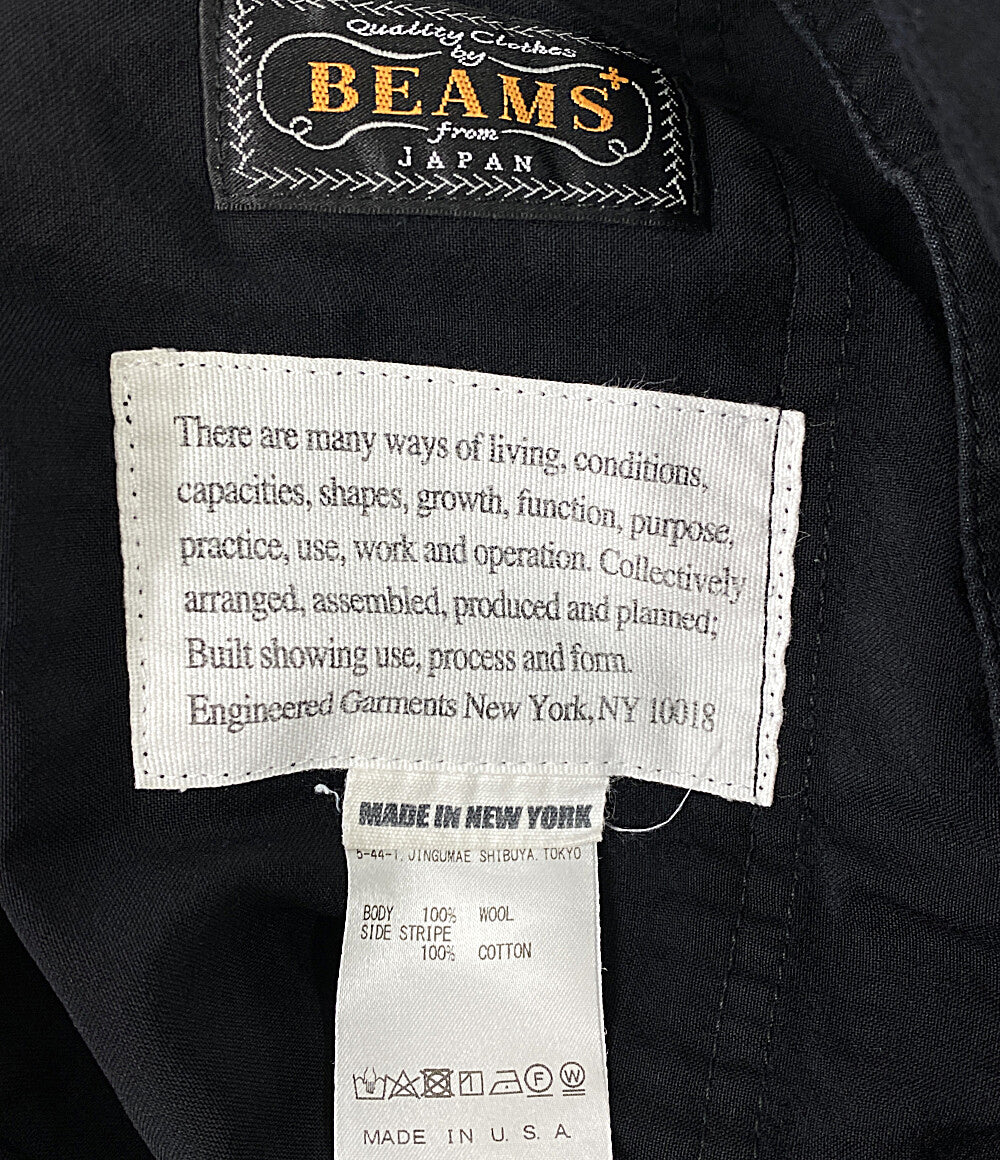 Quality Clothes
by
BEAMS+
from
JAPAN
There are many ways of living, conditions,
capacities, shapes, growth, function, purpose,
practice, use, work and operation. Collectively
arranged, assembled, produced and planned;
Built showing use, process and form.
Engineered Garments New York, NY 10018
MADE IN NEW YORK
5-44-1, JINGUMAE SHIBUYA. TOKYO
BODY 100% WOOL
SIDE STRIPE
100% COTTON
F W
MADE IN U. S. A